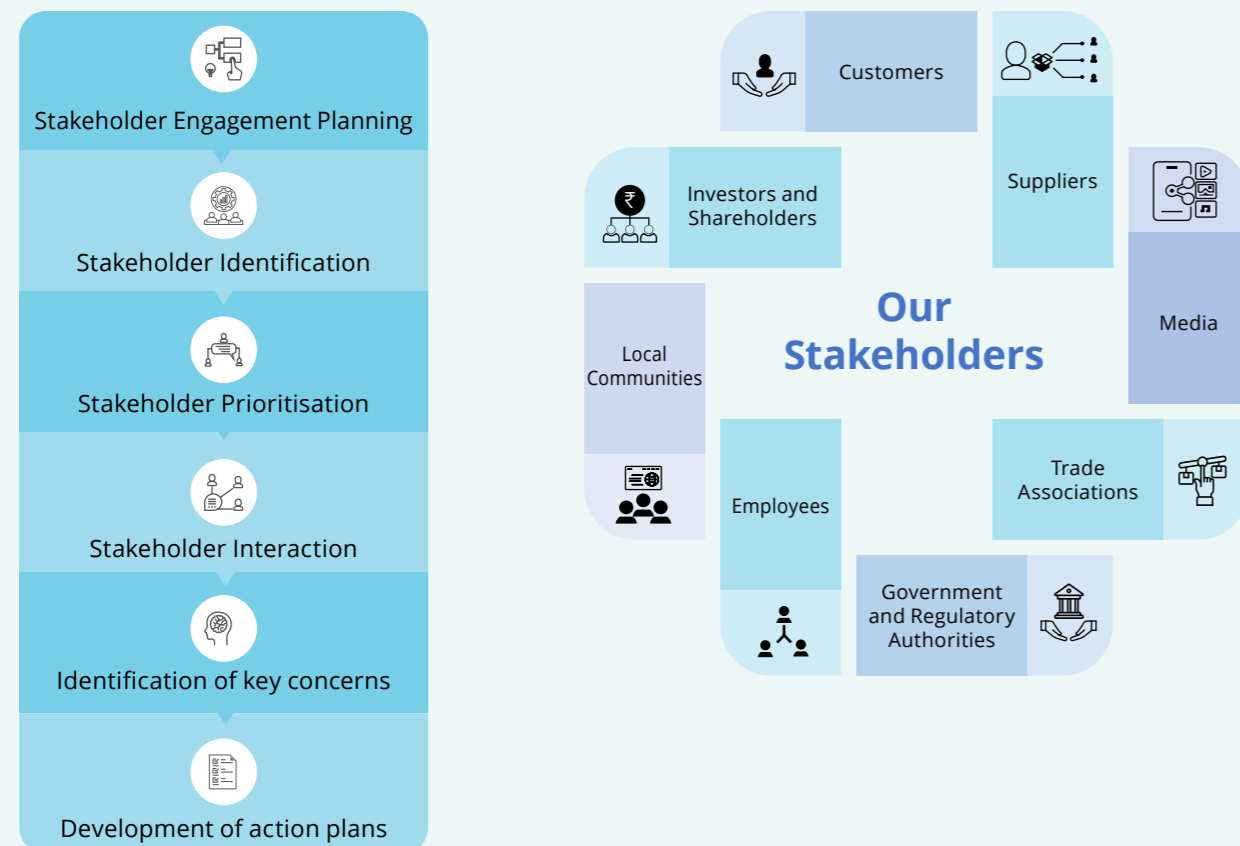 Stakeholder Engagement Planning
Stakeholder Identification
Stakeholder Prioritisation
Stakeholder Interaction
Identification of key concerns
Development of action plans
Customers
Suppliers
Investors and
Shareholders
₹
Our
Stakeholders
Media
Local
Communities
Employees
Trade
Associations
Government
and Regulatory
Authorities